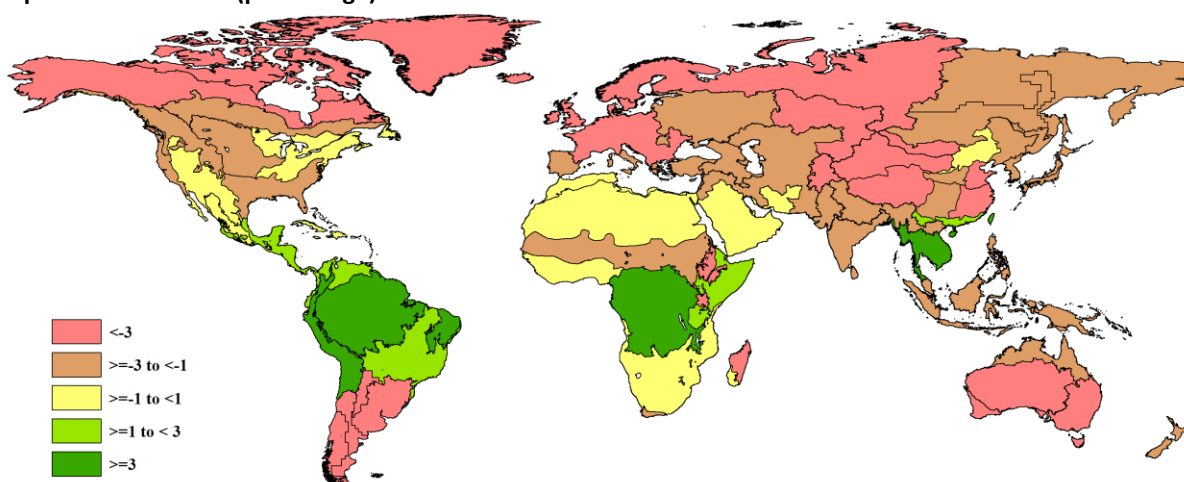 <-3
>=-3 to <-1
>=-1 to <1
>=1 to < 3
>=3